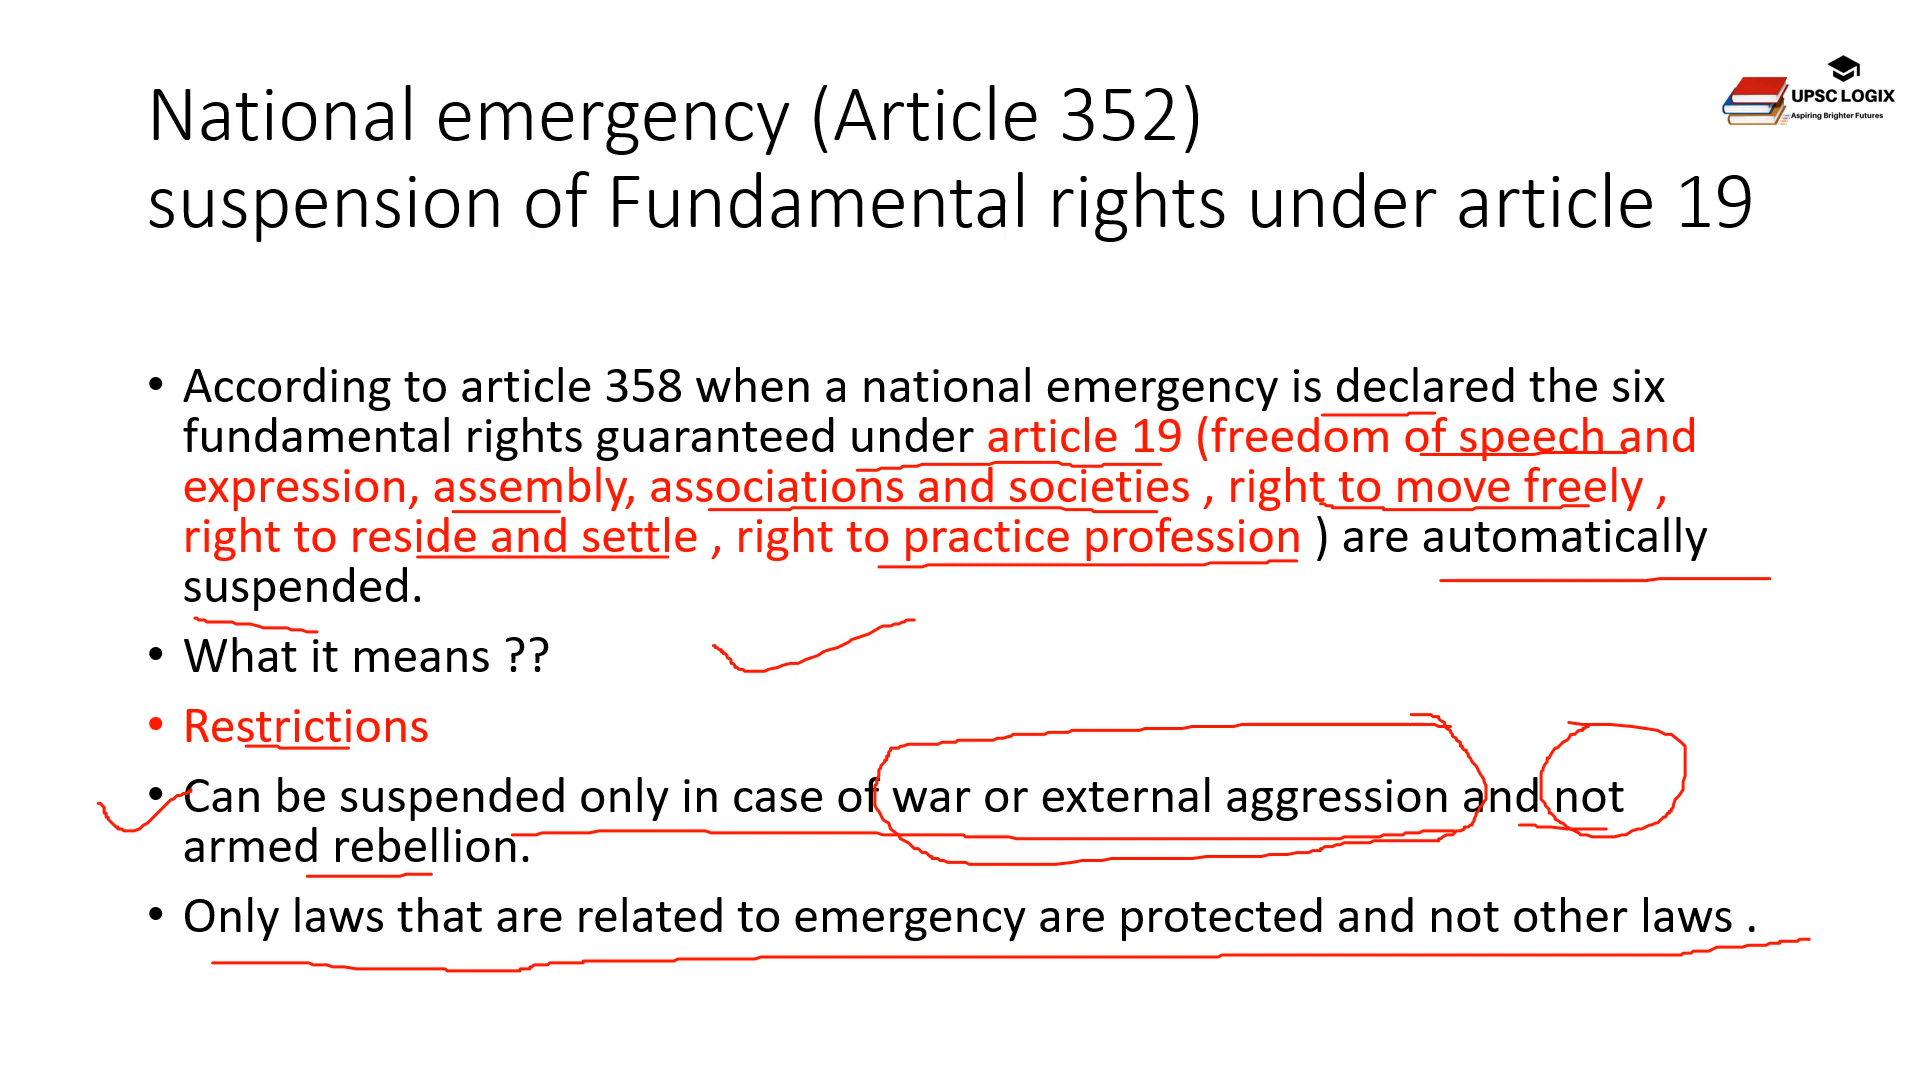 UPSC LOGIX
Aspiring Brighter Futures
National emergency (Article 352)
suspension of Fundamental rights under article 19
• According to article 358 when a national emergency is declared the six
fundamental rights guaranteed under article 19 (freedom of speech and
expression, assembly, associations and societies , right to move freely ,
right to reside and settle , right to practice profession ) are automatically
suspended.
• What it means ??
• Restrictions
• Can be suspended only in case of war or external aggression and not
armed rebellion.
• Only laws that are related to emergency are protected and not other laws .